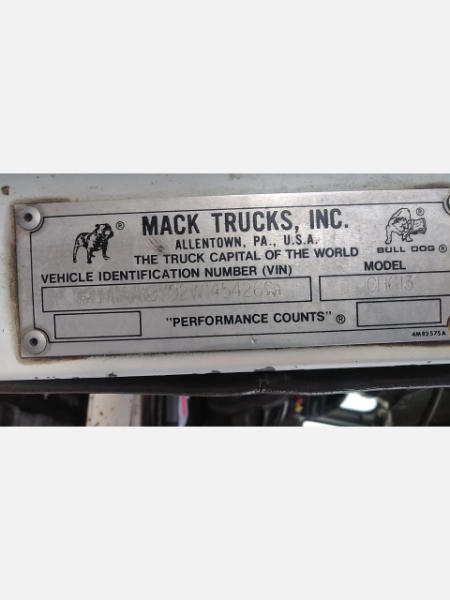 MACK TRUCKS, INC.
ALLENTOWN, PA., U.S.A.
THE TRUCK CAPITAL OF THE WORLD
BULL DOG ®
VEHICLE IDENTIFICATION NUMBER (VIN)
MODEL
"PERFORMANCE COUNTS" ®
4MR2575A